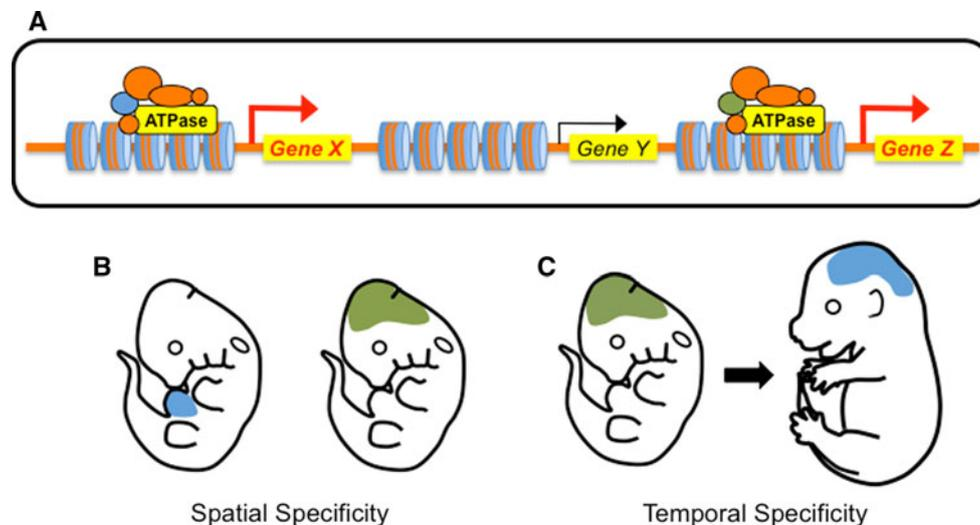 A
ATPase
ATPase
Gene X
Gene Y
Gene Z
B
C
Spatial Specificity
Temporal Specificity